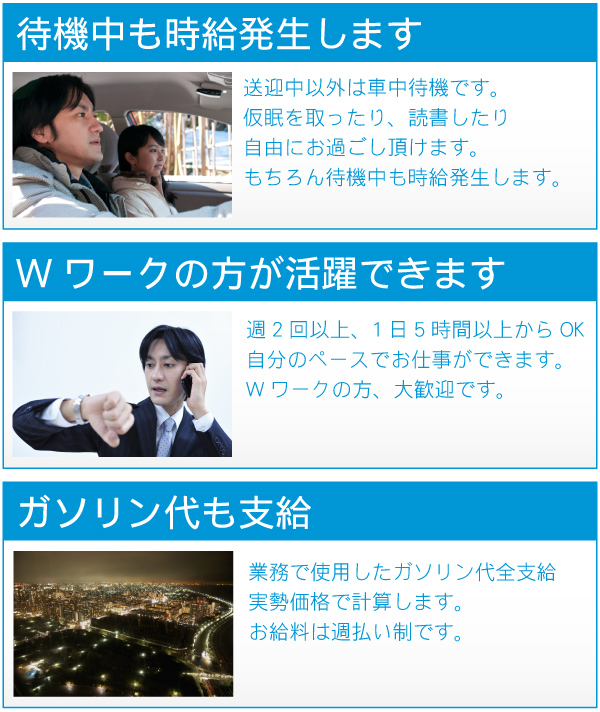 待機中も時給発生します
送迎中以外は車中待機です。
仮眠を取ったり、読書したり
自由にお過ごし頂けます。
もちろん待機中も時給発生します。
Wワークの方が活躍できます
週2回以上、1日5時間以上からOK
自分のペースでお仕事ができます。
Wワークの方、大歓迎です。
ガソリン代も支給
業務で使用したガソリン代全支給
実勢価格で計算します。
お給料は週払い制です。